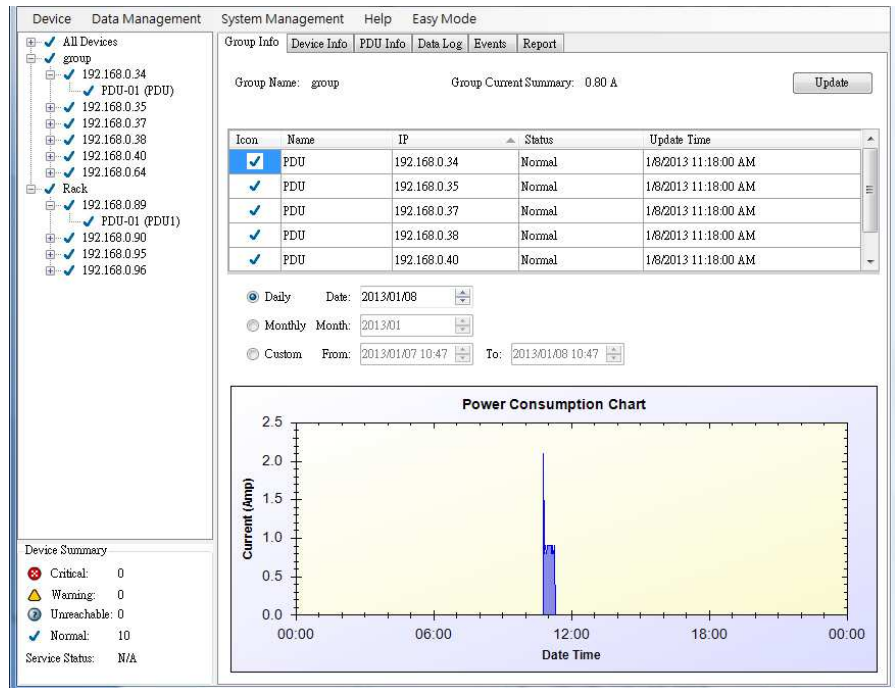 Device Data Management System Management Help Easy Mode
All Devices
group
192.168.0.34
PDU-01 (PDU)
192.168.0.35
192.168.0.37
192.168.0.38
192.168.0.40
192.168.0.64
Rack
192.168.0.89
PDU-01 (PDU1)
192.168.0.90
192.168.0.95
192.168.0.96
Device Summary
Critical: 0
Warning: 0
Unreachable: 0
Normal: 10
Service Status: N/A
Group Info Device Info PDU Info Data Log Events Report
Group Name: group Group Current Summary: 0.80 A Update
Icon Name IP Status Update Time
PDU 192.168.0.34 Normal 1/8/2013 11:18:00 AM
PDU 192.168.0.35 Normal 1/8/2013 11:18:00 AM
PDU 192.168.0.37 Normal 1/8/2013 11:18:00 AM
PDU 192.168.0.38 Normal 1/8/2013 11:18:00 AM
PDU 192.168.0.40 Normal 1/8/2013 11:18:00 AM
Daily Date: 2013/01/08
Monthly Month: 2013/01
Custom From: 2013/01/07 10:47 To: 2013/01/08 10:47
Power Consumption Chart
Current (Amp)
2.5
2.0
1.5
1.0
0.5
0.0
00:00 06:00 12:00 18:00 00:00
Date Time